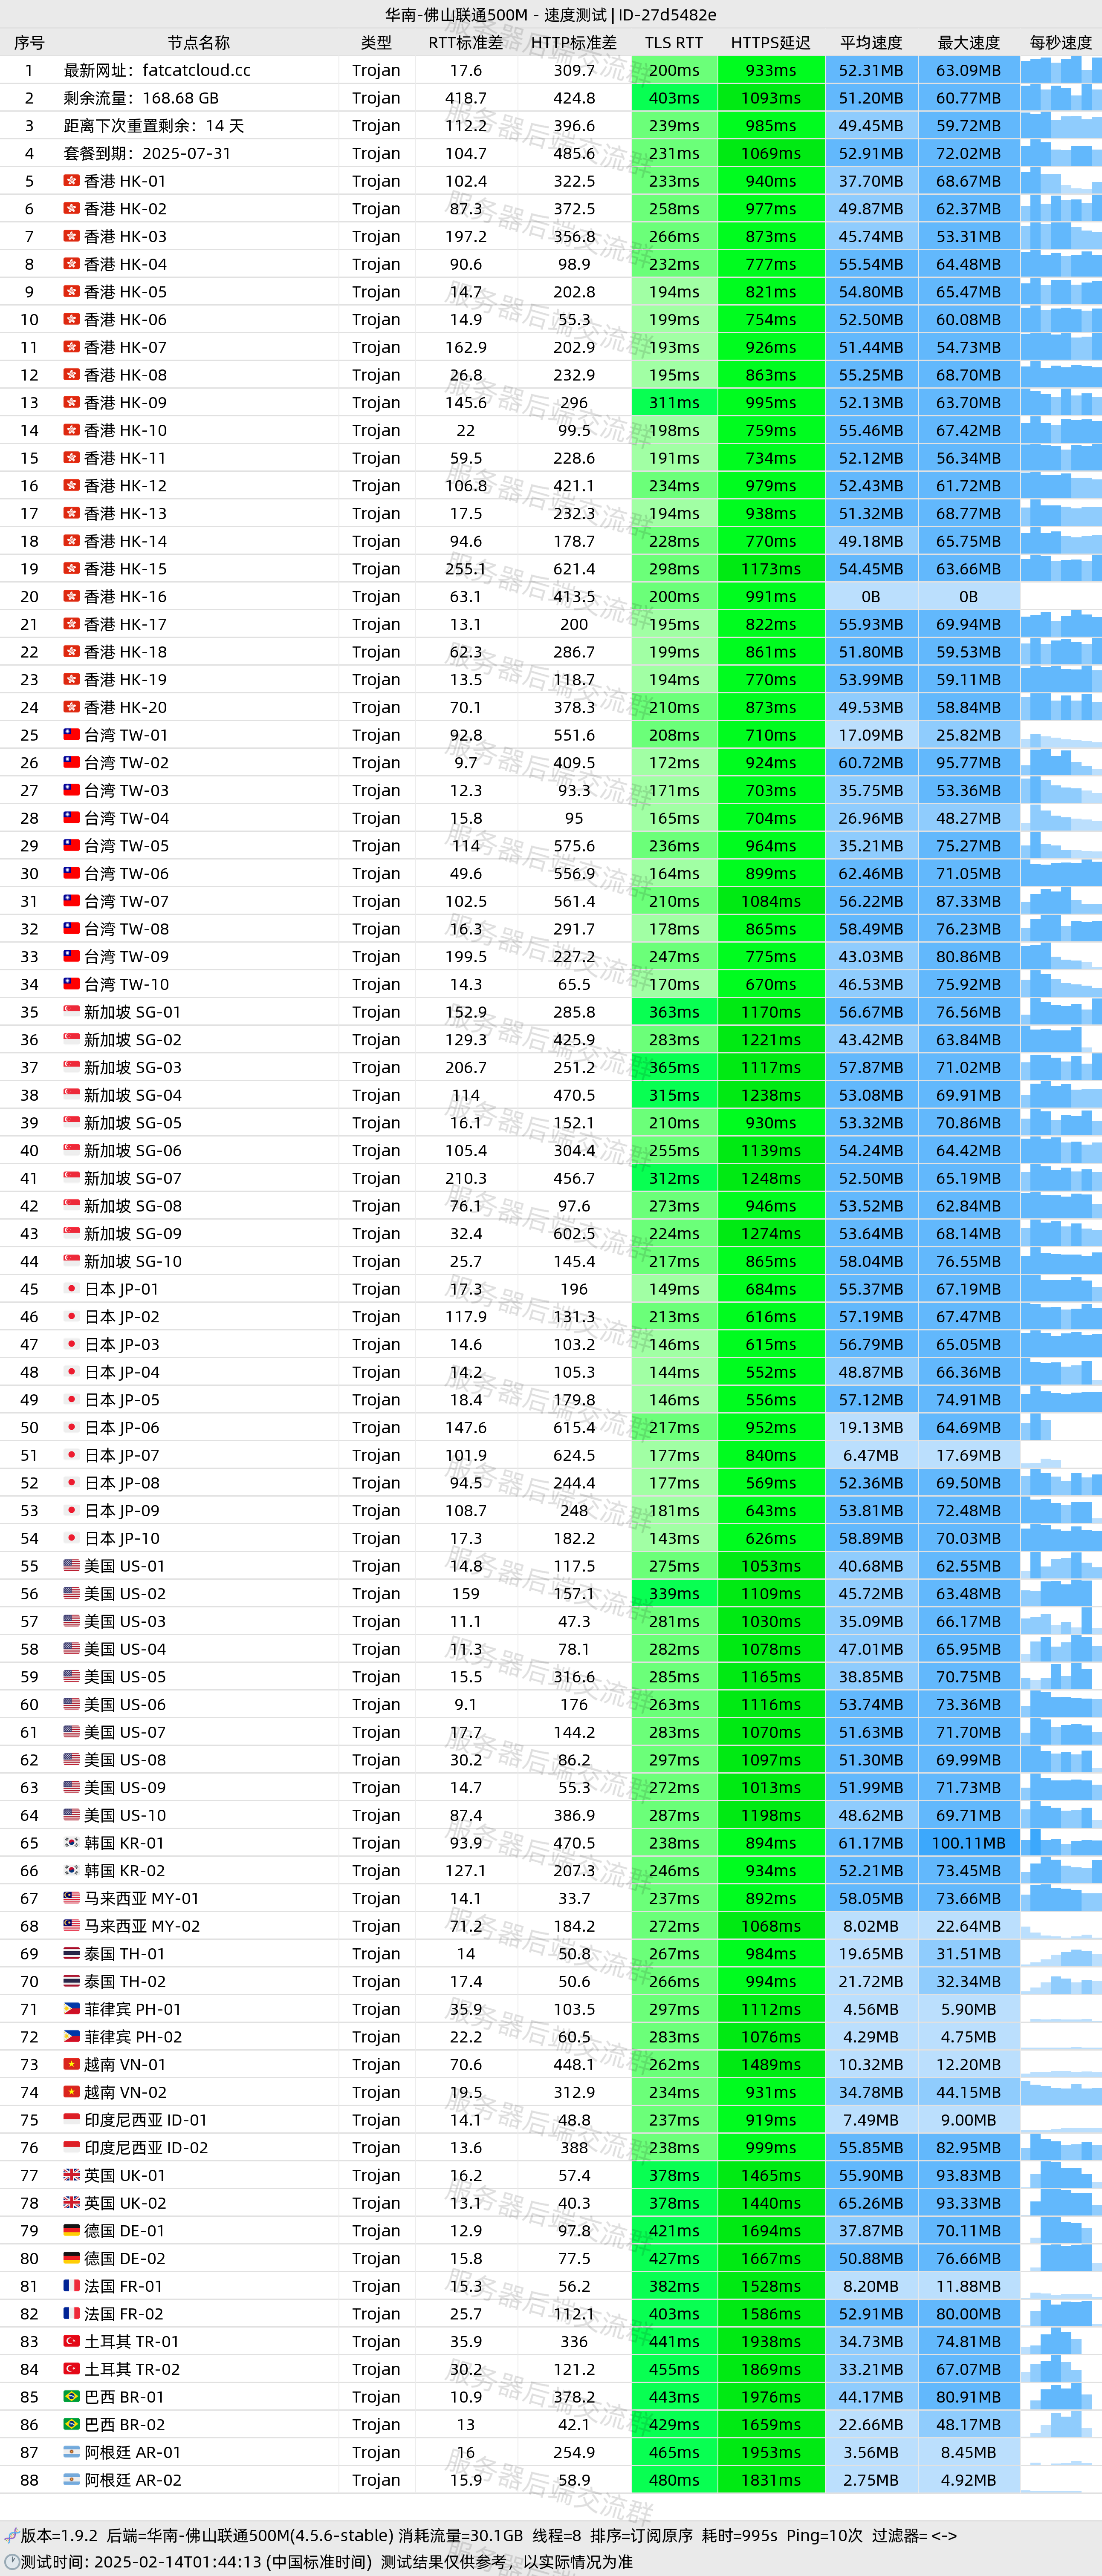 华南-佛山联通500M - 速度测试 | ID-27d5482e
序号 节点名称 类型 RTT标准差 HTTP标准差 TLS RTT HTTPS延迟 平均速度 最大速度 每秒速度
1 最新网址：fatcatcloud.cc Trojan 17.6 309.7 200ms 933ms 52.31MB 63.09MB
2 剩余流量：168.68 GB Trojan 418.7 424.8 403ms 1093ms 51.20MB 60.77MB
3 距离下次重置剩余：14 天 Trojan 112.2 396.6 239ms 985ms 49.45MB 59.72MB
4 套餐到期：2025-07-31 Trojan 104.7 485.6 231ms 1069ms 52.91MB 72.02MB
5 香港 HK-01 Trojan 102.4 322.5 233ms 940ms 37.70MB 68.67MB
6 香港 HK-02 Trojan 87.3 372.5 258ms 977ms 49.87MB 62.37MB
7 香港 HK-03 Trojan 197.2 356.8 266ms 873ms 45.74MB 53.31MB
8 香港 HK-04 Trojan 90.6 98.9 232ms 777ms 55.54MB 64.48MB
9 香港 HK-05 Trojan 14.7 202.8 194ms 821ms 54.80MB 65.47MB
10 香港 HK-06 Trojan 14.9 55.3 199ms 754ms 52.50MB 60.08MB
11 香港 HK-07 Trojan 162.9 202.9 193ms 926ms 51.44MB 54.73MB
12 香港 HK-08 Trojan 26.8 232.9 195ms 863ms 55.25MB 68.70MB
13 香港 HK-09 Trojan 145.6 296 311ms 995ms 52.13MB 63.70MB
14 香港 HK-10 Trojan 22 99.5 198ms 759ms 55.46MB 67.42MB
15 香港 HK-11 Trojan 59.5 228.6 191ms 734ms 52.12MB 56.34MB
16 香港 HK-12 Trojan 106.8 421.1 234ms 979ms 52.43MB 61.72MB
17 香港 HK-13 Trojan 17.5 232.3 194ms 938ms 51.32MB 68.77MB
18 香港 HK-14 Trojan 94.6 178.7 228ms 770ms 49.18MB 65.75MB
19 香港 HK-15 Trojan 255.1 621.4 298ms 1173ms 54.45MB 63.66MB
20 香港 HK-16 Trojan 63.1 413.5 200ms 991ms 0B 0B
21 香港 HK-17 Trojan 13.1 200 195ms 822ms 55.93MB 69.94MB
22 香港 HK-18 Trojan 62.3 286.7 199ms 861ms 51.80MB 59.53MB
23 香港 HK-19 Trojan 13.5 118.7 194ms 770ms 53.99MB 59.11MB
24 香港 HK-20 Trojan 70.1 378.3 210ms 873ms 49.53MB 58.84MB
25 台湾 TW-01 Trojan 92.8 551.6 208ms 710ms 17.09MB 25.82MB
26 台湾 TW-02 Trojan 9.7 409.5 172ms 924ms 60.72MB 95.77MB
27 台湾 TW-03 Trojan 12.3 93.3 171ms 703ms 35.75MB 53.36MB
28 台湾 TW-04 Trojan 15.8 95 165ms 704ms 26.96MB 48.27MB
29 台湾 TW-05 Trojan 114 575.6 236ms 964ms 35.21MB 75.27MB
30 台湾 TW-06 Trojan 49.6 556.9 164ms 899ms 62.46MB 71.05MB
31 台湾 TW-07 Trojan 102.5 561.4 210ms 1084ms 56.22MB 87.33MB
32 台湾 TW-08 Trojan 16.3 291.7 178ms 865ms 58.49MB 76.23MB
33 台湾 TW-09 Trojan 199.5 227.2 247ms 775ms 43.03MB 80.86MB
34 台湾 TW-10 Trojan 14.3 65.5 170ms 670ms 46.53MB 75.92MB
35 新加坡 SG-01 Trojan 152.9 285.8 363ms 1170ms 56.67MB 76.56MB
36 新加坡 SG-02 Trojan 129.3 425.9 283ms 1221ms 43.42MB 63.84MB
37 新加坡 SG-03 Trojan 206.7 251.2 365ms 1117ms 57.87MB 71.02MB
38 新加坡 SG-04 Trojan 114 470.5 315ms 1238ms 53.08MB 69.91MB
39 新加坡 SG-05 Trojan 16.1 152.1 210ms 930ms 53.32MB 70.86MB
40 新加坡 SG-06 Trojan 105.4 304.4 255ms 1139ms 54.24MB 64.42MB
41 新加坡 SG-07 Trojan 210.3 456.7 312ms 1248ms 52.50MB 65.19MB
42 新加坡 SG-08 Trojan 76.1 97.6 273ms 946ms 53.52MB 62.84MB
43 新加坡 SG-09 Trojan 32.4 602.5 224ms 1274ms 53.64MB 68.14MB
44 新加坡 SG-10 Trojan 25.7 145.4 217ms 865ms 58.04MB 76.55MB
45 日本 JP-01 Trojan 17.3 196 149ms 684ms 55.37MB 67.19MB
46 日本 JP-02 Trojan 117.9 131.3 213ms 616ms 57.19MB 67.47MB
47 日本 JP-03 Trojan 14.6 103.2 146ms 615ms 56.79MB 65.05MB
48 日本 JP-04 Trojan 14.2 105.3 144ms 552ms 48.87MB 66.36MB
49 日本 JP-05 Trojan 18.4 179.8 146ms 556ms 57.12MB 74.91MB
50 日本 JP-06 Trojan 147.6 615.4 217ms 952ms 19.13MB 64.69MB
51 日本 JP-07 Trojan 101.9 624.5 177ms 840ms 6.47MB 17.69MB
52 日本 JP-08 Trojan 94.5 244.4 177ms 569ms 52.36MB 69.50MB
53 日本 JP-09 Trojan 108.7 248 181ms 643ms 53.81MB 72.48MB
54 日本 JP-10 Trojan 17.3 182.2 143ms 626ms 58.89MB 70.03MB
55 美国 US-01 Trojan 14.8 117.5 275ms 1053ms 40.68MB 62.55MB
56 美国 US-02 Trojan 159 157.1 339ms 1109ms 45.72MB 63.48MB
57 美国 US-03 Trojan 11.1 47.3 281ms 1030ms 35.09MB 66.17MB
58 美国 US-04 Trojan 11.3 78.1 282ms 1078ms 47.01MB 65.95MB
59 美国 US-05 Trojan 15.5 316.6 285ms 1165ms 38.85MB 70.75MB
60 美国 US-06 Trojan 9.1 176 263ms 1116ms 53.74MB 73.36MB
61 美国 US-07 Trojan 17.7 144.2 283ms 1070ms 51.63MB 71.70MB
62 美国 US-08 Trojan 30.2 86.2 297ms 1097ms 51.30MB 69.99MB
63 美国 US-09 Trojan 14.7 55.3 272ms 1013ms 51.99MB 71.73MB
64 美国 US-10 Trojan 87.4 386.9 287ms 1198ms 48.62MB 69.71MB
65 韩国 KR-01 Trojan 93.9 470.5 238ms 894ms 61.17MB 100.11MB
66 韩国 KR-02 Trojan 127.1 207.3 246ms 934ms 52.21MB 73.45MB
67 马来西亚 MY-01 Trojan 14.1 33.7 237ms 892ms 58.05MB 73.66MB
68 马来西亚 MY-02 Trojan 71.2 184.2 272ms 1068ms 8.02MB 22.64MB
69 泰国 TH-01 Trojan 14 50.8 267ms 984ms 19.65MB 31.51MB
70 泰国 TH-02 Trojan 17.4 50.6 266ms 994ms 21.72MB 32.34MB
71 菲律宾 PH-01 Trojan 35.9 103.5 297ms 1112ms 4.56MB 5.90MB
72 菲律宾 PH-02 Trojan 22.2 60.5 283ms 1076ms 4.29MB 4.75MB
73 越南 VN-01 Trojan 70.6 448.1 262ms 1489ms 10.32MB 12.20MB
74 越南 VN-02 Trojan 19.5 312.9 234ms 931ms 34.78MB 44.15MB
75 印度尼西亚 ID-01 Trojan 14.1 48.8 237ms 919ms 7.49MB 9.00MB
76 印度尼西亚 ID-02 Trojan 13.6 388 238ms 999ms 55.85MB 82.95MB
77 英国 UK-01 Trojan 16.2 57.4 378ms 1465ms 55.90MB 93.83MB
78 英国 UK-02 Trojan 13.1 40.3 378ms 1440ms 65.26MB 93.33MB
79 德国 DE-01 Trojan 12.9 97.8 421ms 1694ms 37.87MB 70.11MB
80 德国 DE-02 Trojan 15.8 77.5 427ms 1667ms 50.88MB 76.66MB
81 法国 FR-01 Trojan 15.3 56.2 382ms 1528ms 8.20MB 11.88MB
82 法国 FR-02 Trojan 25.7 112.1 403ms 1586ms 52.91MB 80.00MB
83 土耳其 TR-01 Trojan 35.9 336 441ms 1938ms 34.73MB 74.81MB
84 土耳其 TR-02 Trojan 30.2 121.2 455ms 1869ms 33.21MB 67.07MB
85 巴西 BR-01 Trojan 10.9 378.2 443ms 1976ms 44.17MB 80.91MB
86 巴西 BR-02 Trojan 13 42.1 429ms 1659ms 22.66MB 48.17MB
87 阿根廷 AR-01 Trojan 16 254.9 465ms 1953ms 3.56MB 8.45MB
88 阿根廷 AR-02 Trojan 15.9 58.9 480ms 1831ms 2.75MB 4.92MB
版本=1.9.2 后端=华南-佛山联通500M(4.5.6-stable) 消耗流量=30.1GB 线程=8 排序=订阅原序 耗时=995s Ping=10次 过滤器= <->
测试时间: 2025-02-14T01:44:13 (中国标准时间) 测试结果仅供参考，以实际情况为准
服务器后端交流群